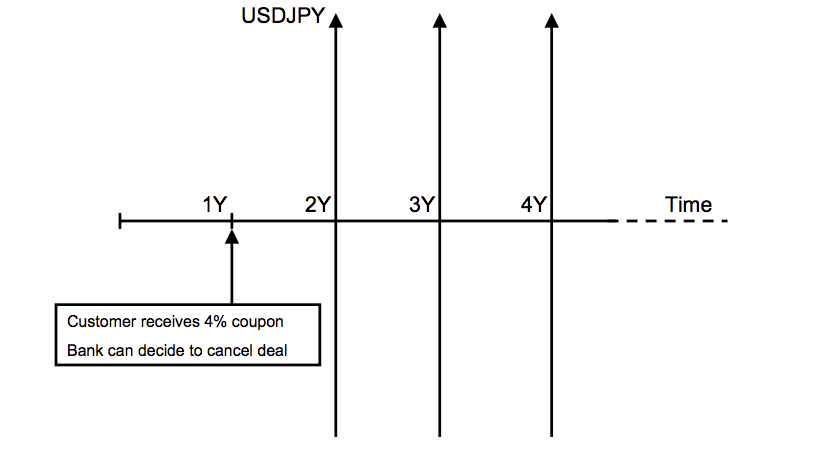 USDJPY
1Y
2Y
3Y
4Y
Time
Customer receives 4% coupon
Bank can decide to cancel deal